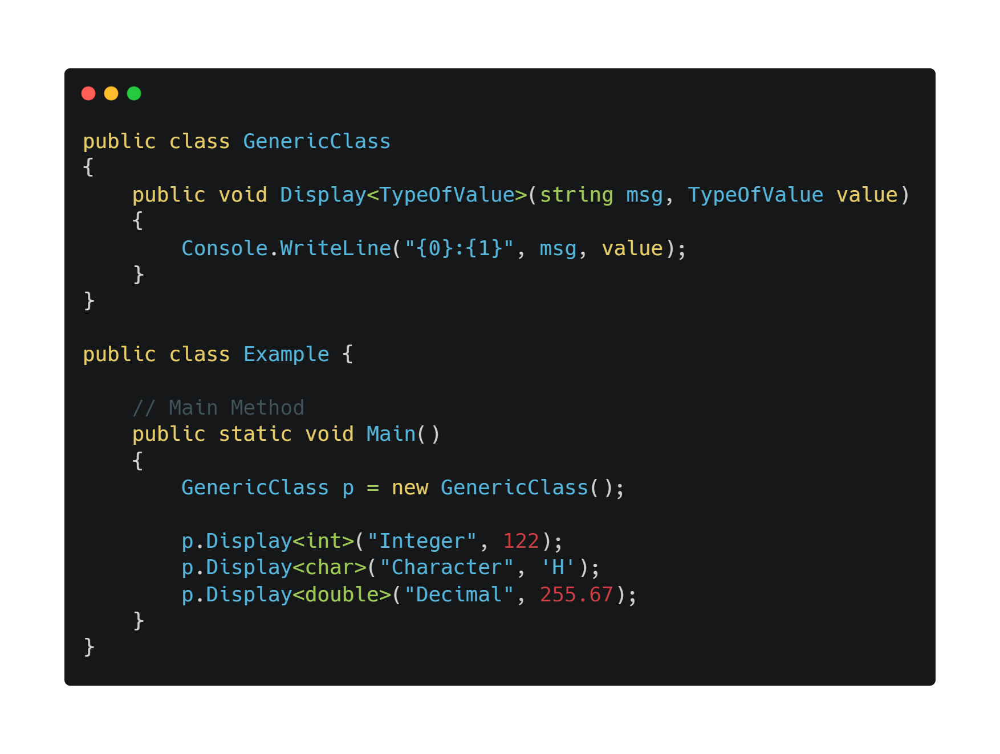 public class GenericClass
{
    public void Display<TypeOfValue>(string msg, TypeOfValue value)
    {
        Console.WriteLine("{0}:{1}", msg, value);
    }
}

public class Example {

    // Main Method
    public static void Main()
    {
        GenericClass p = new GenericClass();

        p.Display<int>("Integer", 122);
        p.Display<char>("Character", 'H');
        p.Display<double>("Decimal", 255.67);
    }
}